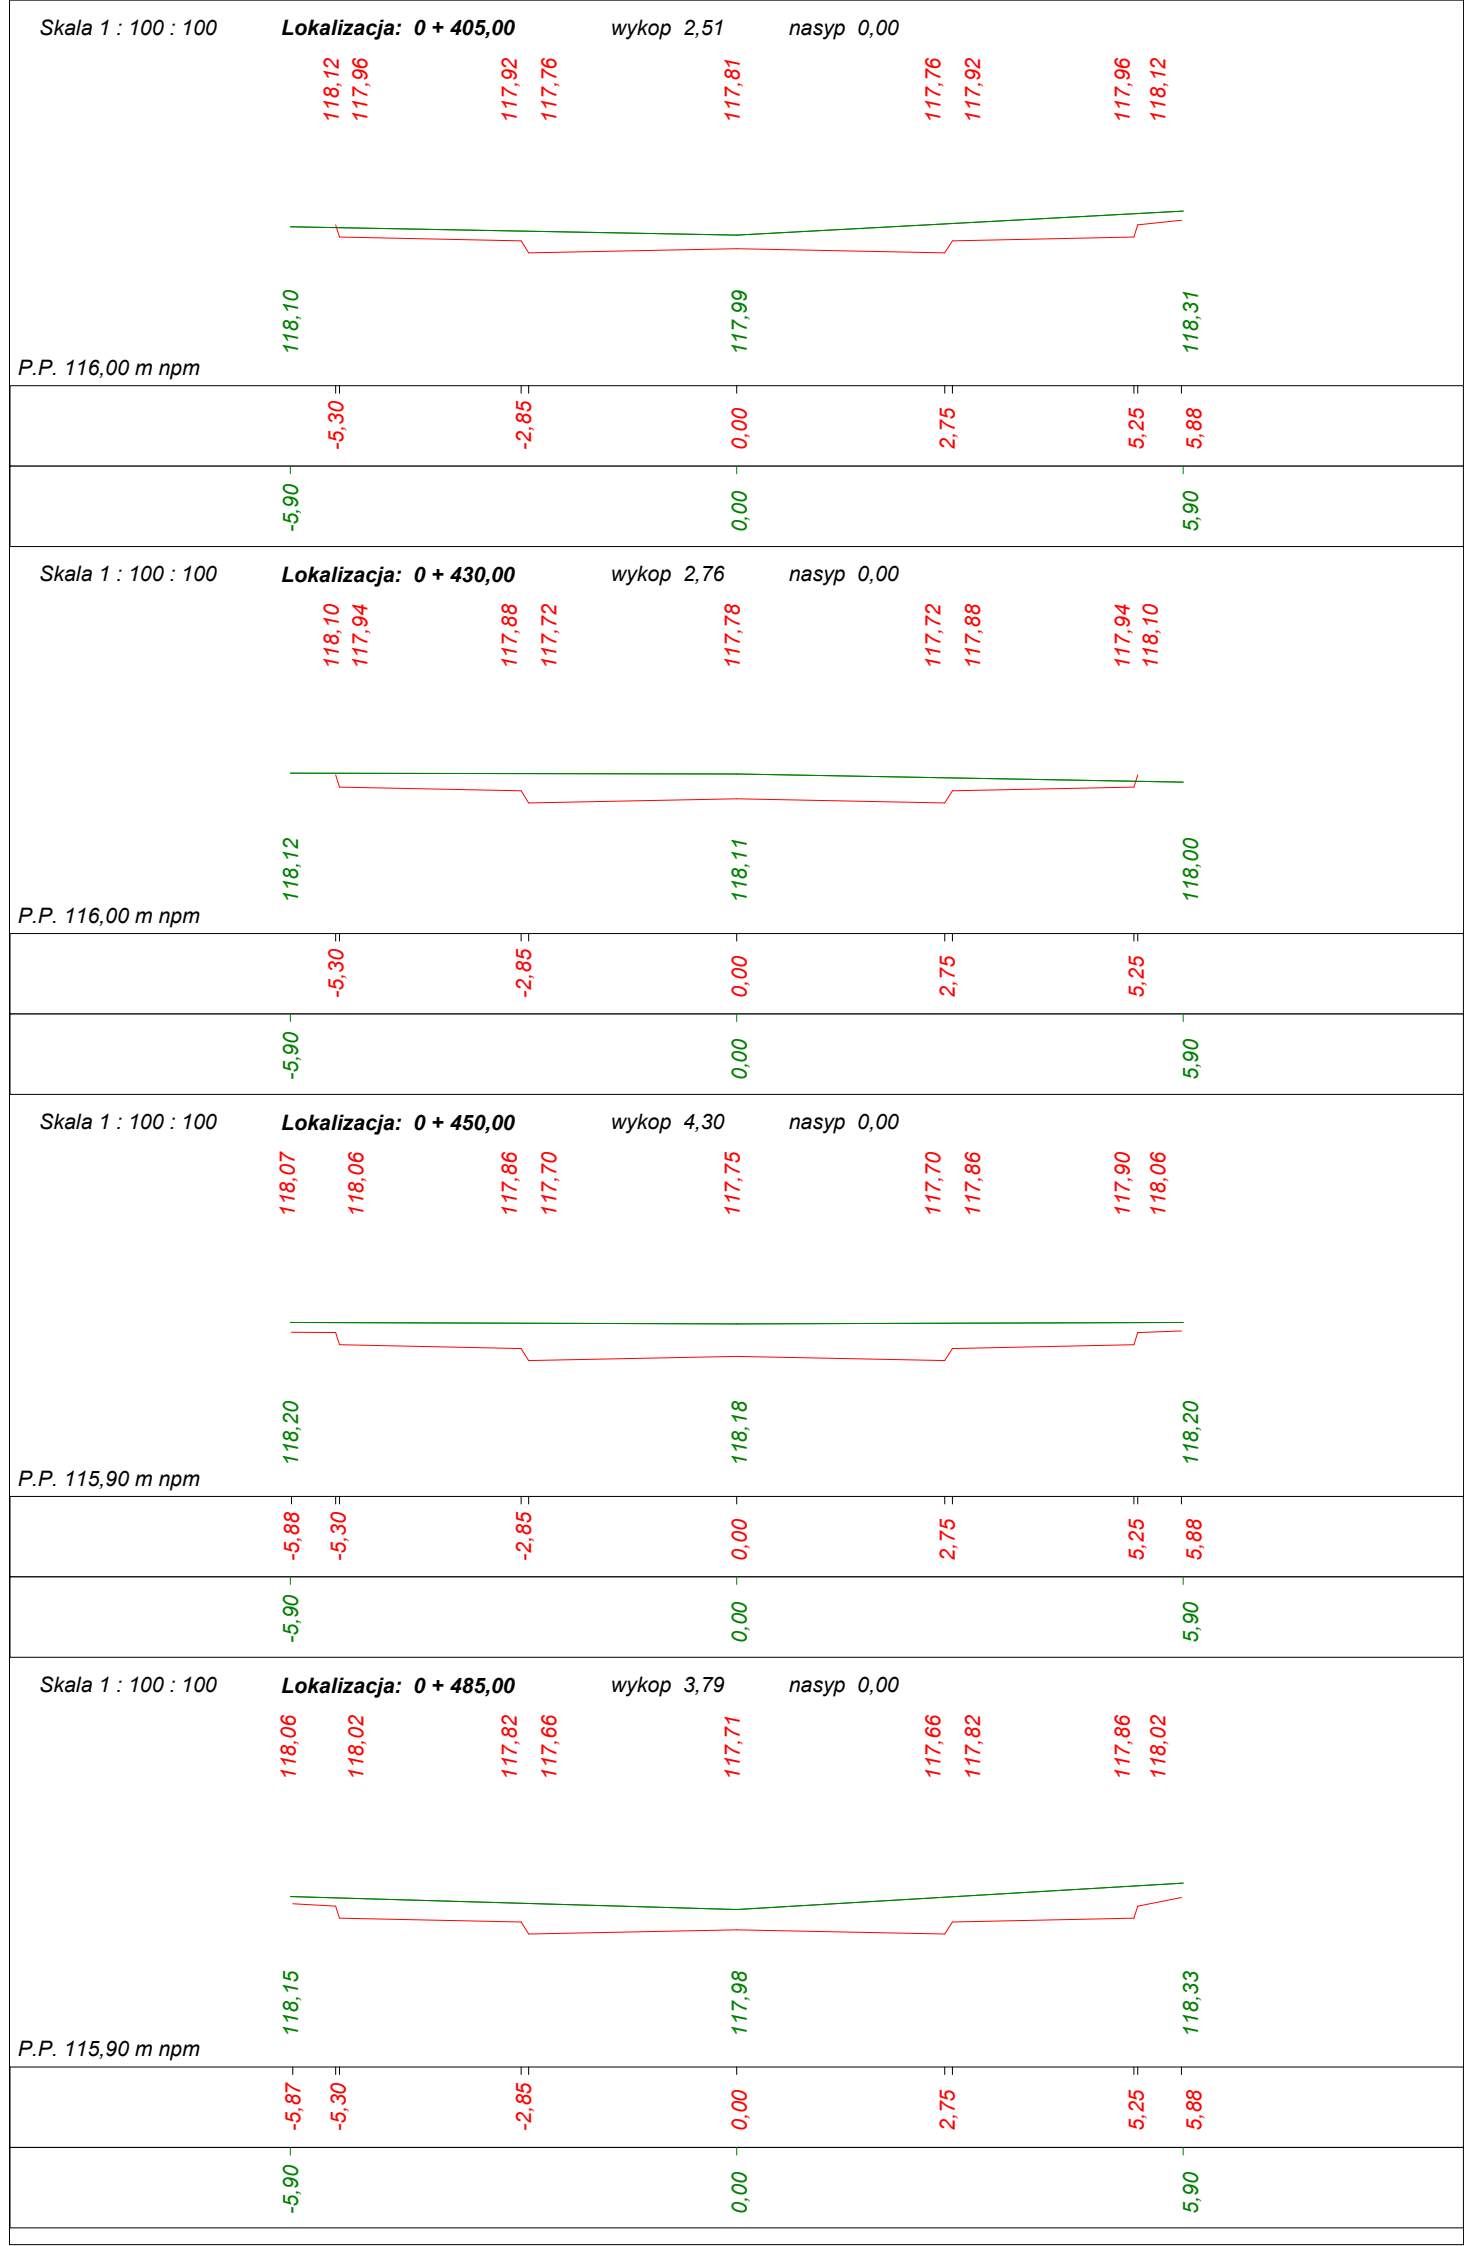 Skala 1 : 100 : 100 Lokalizacja: 0 + 405,00 wykop 2,51 nasyp 0,00
118,12 117,96 117,92 117,76 117,81 117,76 117,92 117,96 118,12
118,10 117,99 118,31
P.P. 116,00 m npm
-5,30 -2,85 0,00 2,75 5,25 5,88
-5,90 0,00 5,90
Skala 1 : 100 : 100 Lokalizacja: 0 + 430,00 wykop 2,76 nasyp 0,00
118,10 117,94 117,88 117,72 117,78 117,72 117,88 117,94 118,10
118,12 118,11 118,00
P.P. 116,00 m npm
-5,30 -2,85 0,00 2,75 5,25
-5,90 0,00 5,90
Skala 1 : 100 : 100 Lokalizacja: 0 + 450,00 wykop 4,30 nasyp 0,00
118,07 118,06 117,86 117,70 117,75 117,70 117,86 117,90 118,06
118,20 118,18 118,20
P.P. 115,90 m npm
-5,88 -5,30 -2,85 0,00 2,75 5,25 5,88
-5,90 0,00 5,90
Skala 1 : 100 : 100 Lokalizacja: 0 + 485,00 wykop 3,79 nasyp 0,00
118,06 118,02 117,82 117,66 117,71 117,66 117,82 117,86 118,02
118,15 117,98 118,33
P.P. 115,90 m npm
-5,87 -5,30 -2,85 0,00 2,75 5,25 5,88
-5,90 0,00 5,90